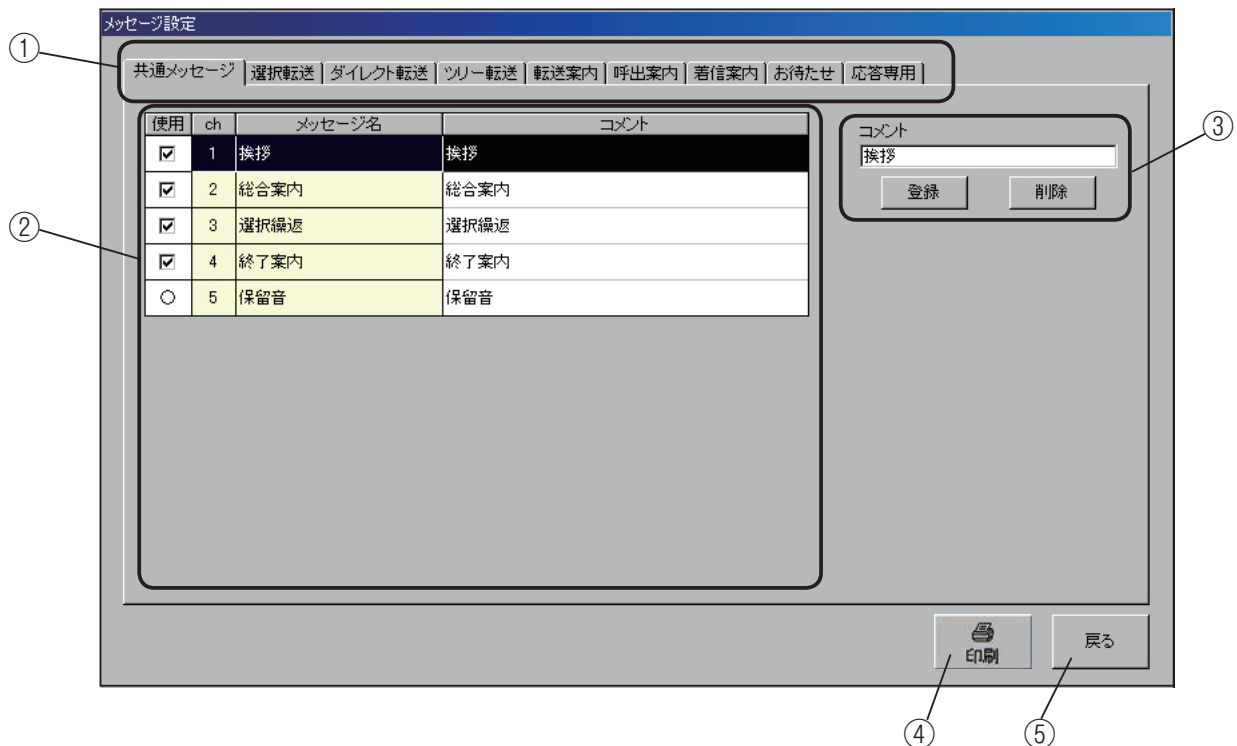 メッセージ設定
①
共通メッセージ 選択転送 ダイレクト転送 ツリー転送 転送案内 呼出案内 着信案内 お待たせ 応答専用
使用 ch メッセージ名 コメント
1 挨拶 挨拶
2 総合案内 総合案内
3 選択繰返 選択繰返
4 終了案内 終了案内
5 保留音 保留音
②
コメント
挨拶
登録 削除
③
印刷
戻る
④ ⑤